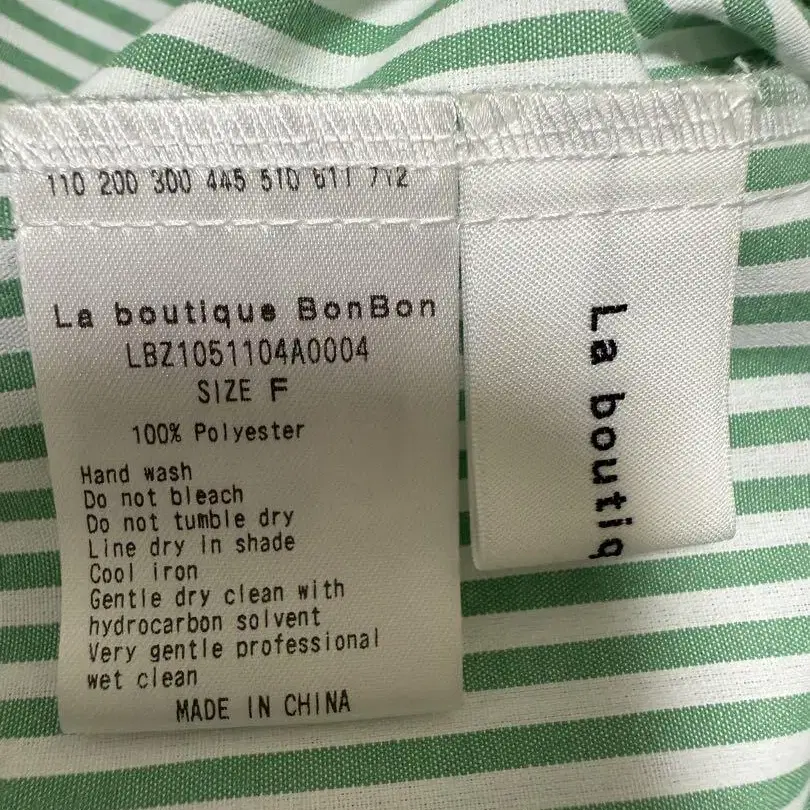 110 200 300 445 510 611 712
La boutique BonBon
LBZ1051104A0004
SIZE F
100% Polyester
Hand wash
Do not bleach
Do not tumble dry
Line dry in shade
Cool iron
Gentle dry clean with
hydrocarbon solvent
Very gentle professional
wet clean
MADE IN CHINA
La boutiq